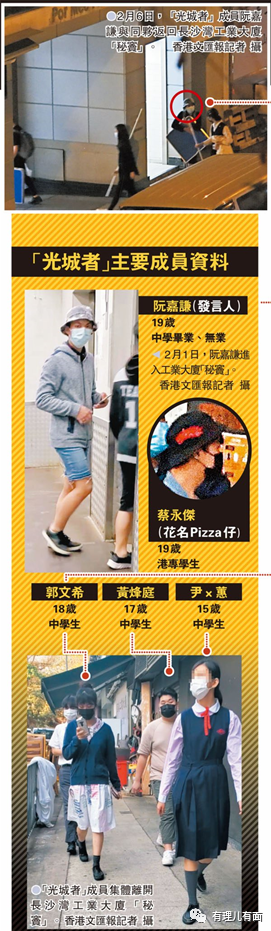 ●2月6日，「光城者」成員阮嘉
謙與同夥返回長沙灣工業大廈
「秘竇」。 香港文匯報記者 攝
「光城者」主要成員資料
阮嘉謙(發言人)
19歲
中學畢業、無業
◀ 2月1日，阮嘉謙進
入工業大廈「秘竇」。
香港文匯報記者 攝
蔡永傑
(花名Pizza仔)
19歲
港專學生
郭文希
18歲
中學生
黃烽庭
17歲
中學生
尹×蕙
15歲
中學生
●「光城者」成員集體離開
長沙灣工業大廈「秘
竇」。香港文匯報記者 攝
有理儿有面